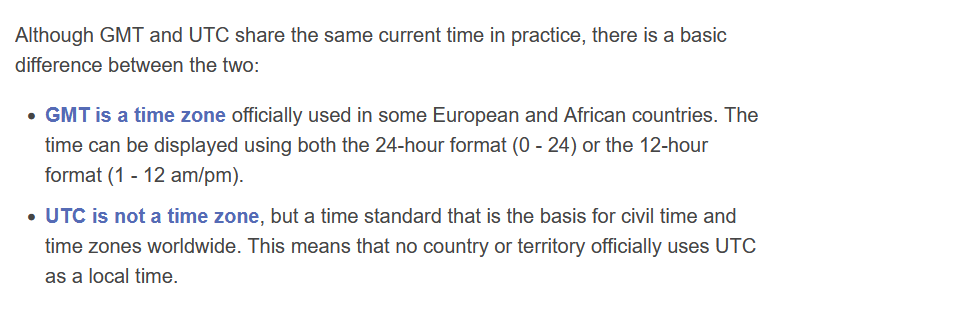 Although GMT and UTC share the same current time in practice, there is a basic
difference between the two:
• GMT is a time zone officially used in some European and African countries. The
time can be displayed using both the 24-hour format (0 - 24) or the 12-hour
format (1 - 12 am/pm).
• UTC is not a time zone, but a time standard that is the basis for civil time and
time zones worldwide. This means that no country or territory officially uses UTC
as a local time.